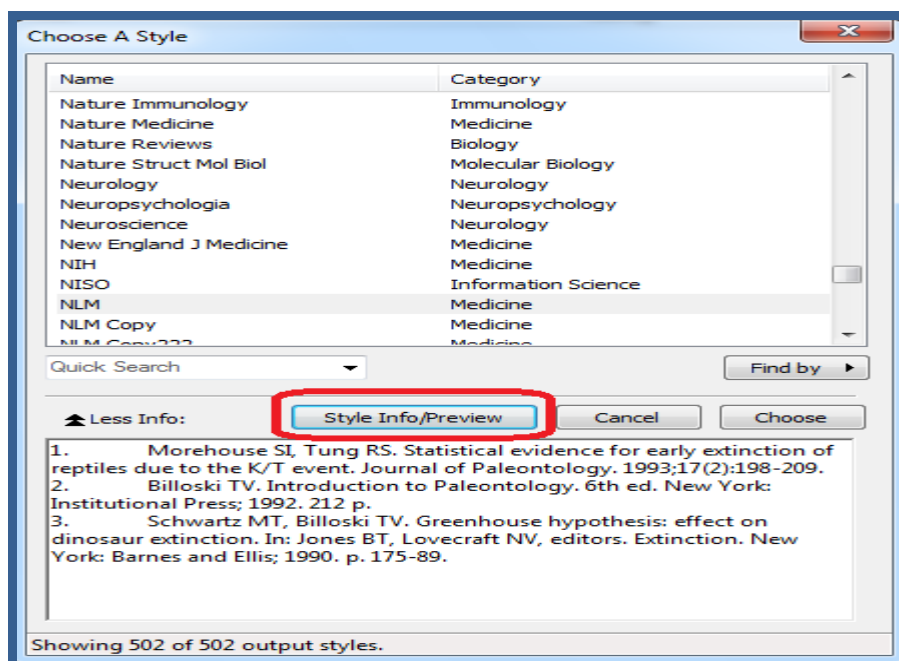 Choose A Style
Name Category
Nature Immunology Immunology
Nature Medicine Medicine
Nature Reviews Biology
Nature Struct Mol Biol Molecular Biology
Neurology Neurology
Neuropsychologia Neuropsychology
Neuroscience Neurology
New England J Medicine Medicine
NIH Medicine
NISO Information Science
NLM Medicine
NLM Copy Medicine
NLM Copy222 Medicine
Quick Search Find by
Less Info: Style Info/Preview Cancel Choose
1. Morehouse SI, Tung RS. Statistical evidence for early extinction of
reptiles due to the K/T event. Journal of Paleontology. 1993;17(2):198-209.
2. Billoski TV. Introduction to Paleontology. 6th ed. New York:
Institutional Press; 1992. 212 p.
3. Schwartz MT, Billoski TV. Greenhouse hypothesis: effect on
dinosaur extinction. In: Jones BT, Lovecraft NV, editors. Extinction. New
York: Barnes and Ellis; 1990. p. 175-89.
Showing 502 of 502 output styles.